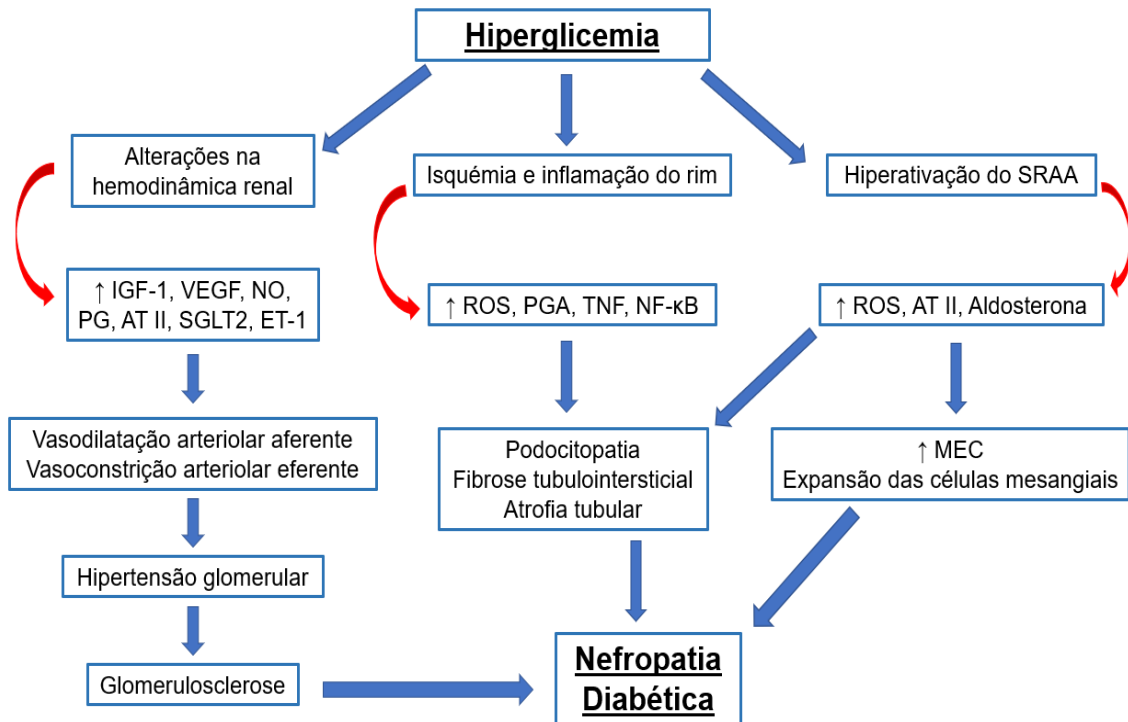 Hiperglicemia
Alterações na
hemodinâmica renal
Isquémia e inflamação do rim
Hiperativação do SRAA
↑ IGF-1, VEGF, NO,
PG, AT II, SGLT2, ET-1
↑ ROS, PGA, TNF, NF-κB
↑ ROS, AT II, Aldosterona
Vasodilatação arteriolar aferente
Vasoconstrição arteriolar eferente
Podocitopatia
Fibrose tubulointersticial
Atrofia tubular
↑ MEC
Expansão das células mesangiais
Hipertensão glomerular
Glomerulosclerose
Nefropatia
Diabética